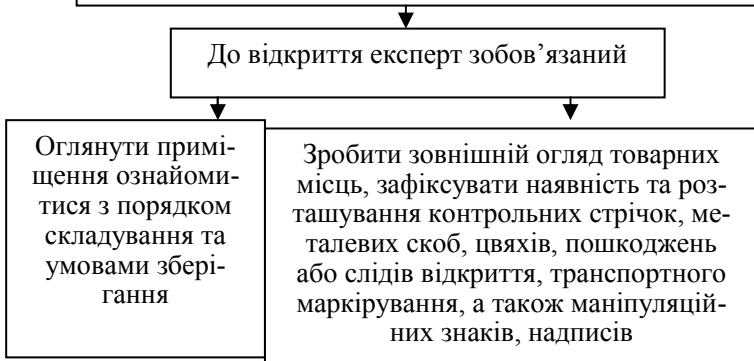 До відкриття експерт зобов’язаний
Оглянути примі-
щення ознайоми-
тися з порядком
складування та
умовами збері-
гання
Зробити зовнішній огляд товарних
місць, зафіксувати наявність та роз-
ташування контрольних стрічок, ме-
талевих скоб, цвяхів, пошкоджень
або слідів відкриття, транспортного
маркірування, а також маніпуляцій-
них знаків, надписів